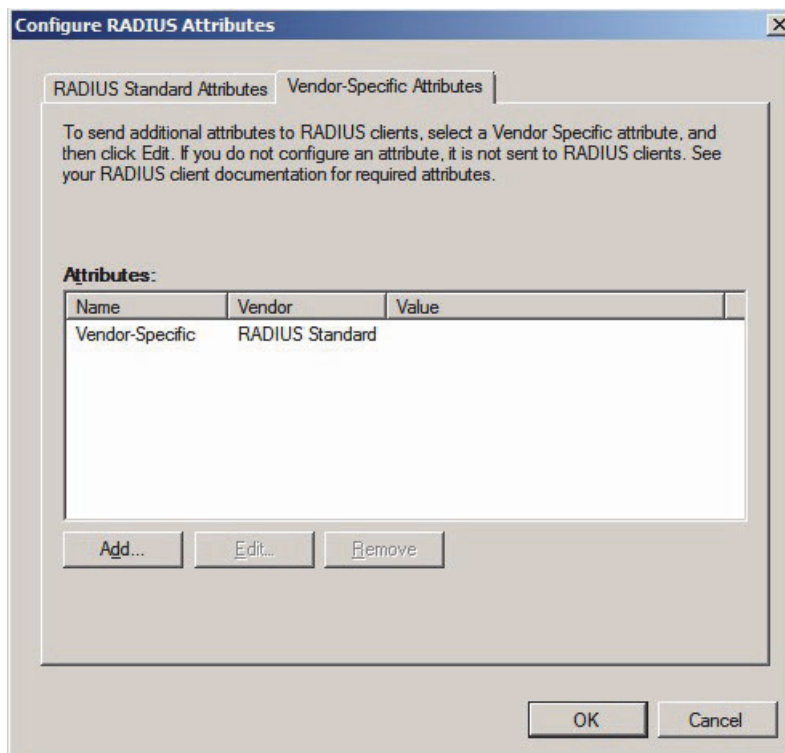 Configure RADIUS Attributes
RADIUS Standard Attributes
Vendor-Specific Attributes
To send additional attributes to RADIUS clients, select a Vendor Specific attribute, and
then click Edit. If you do not configure an attribute, it is not sent to RADIUS clients. See
your RADIUS client documentation for required attributes.
Attributes:
Name Vendor Value
Vendor-Specific RADIUS Standard
Add... Edit... Remove
OK Cancel